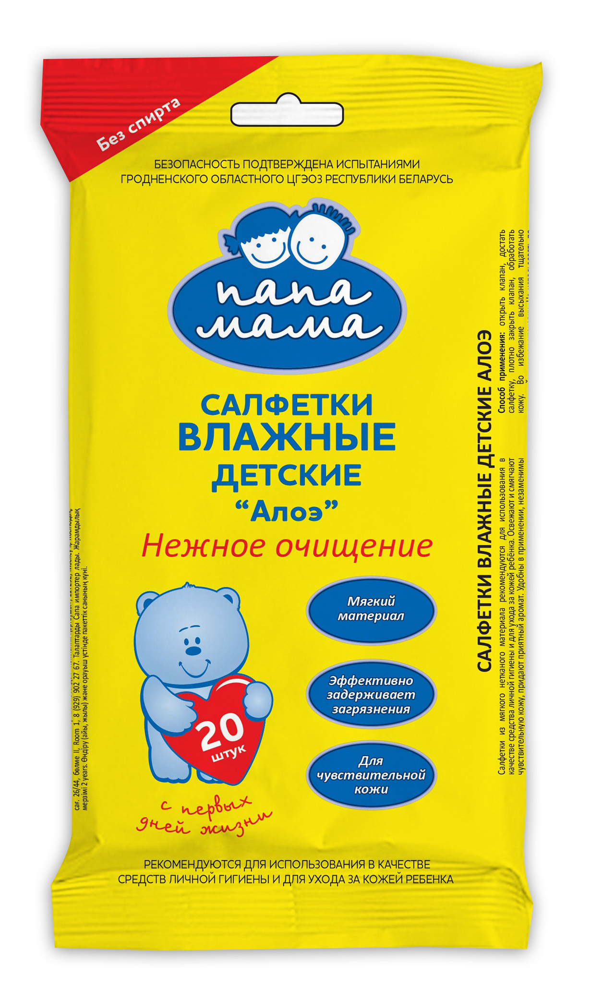 Без спирта
БЕЗОПАСНОСТЬ ПОДТВЕРЖДЕНА ИСПЫТАНИЯМИ
ГРОДНЕНСКОГО ОБЛАСТНОГО ЦГЭОЗ РЕСПУБЛИКИ БЕЛАРУСЬ
папа
мама
САЛФЕТКИ
ВЛАЖНЫЕ
ДЕТСКИЕ
“Алоэ”
Нежное очищение
Мягкий
материал
Эффективно
задерживает
загрязнения
Для
чувствительной
кожи
20
штук
с первых
дней жизни
РЕКОМЕНДУЮТСЯ ДЛЯ ИСПОЛЬЗОВАНИЯ В КАЧЕСТВЕ
СРЕДСТВ ЛИЧНОЙ ГИГИЕНЫ И ДЛЯ УХОДА ЗА КОЖЕЙ РЕБЕНКА
САЛФЕТКИ ВЛАЖНЫЕ ДЕТСКИЕ АЛОЭ
Салфетки из мягкого нетканого материала рекомендуются для использования в
качестве средства личной гигиены и для ухода за кожей ребёнка. Освежают и смягчают
чувствительную кожу, придают приятный аромат. Удобны в применении, незаменимы
Способ применения: открыть клапан, достать
салфетку, плотно закрыть клапан, обработать
кожу. Во избежание высыхания тщательно
сағ. 26/44, бөлме II, Room 1, 8 (929) 902 27 67. Талаптарды Сапа импортер лады. Жарамдылық
мерзімі 2 years. Өндіру (айы, жылы) және орауыш үстінде пакеттік санының күні.